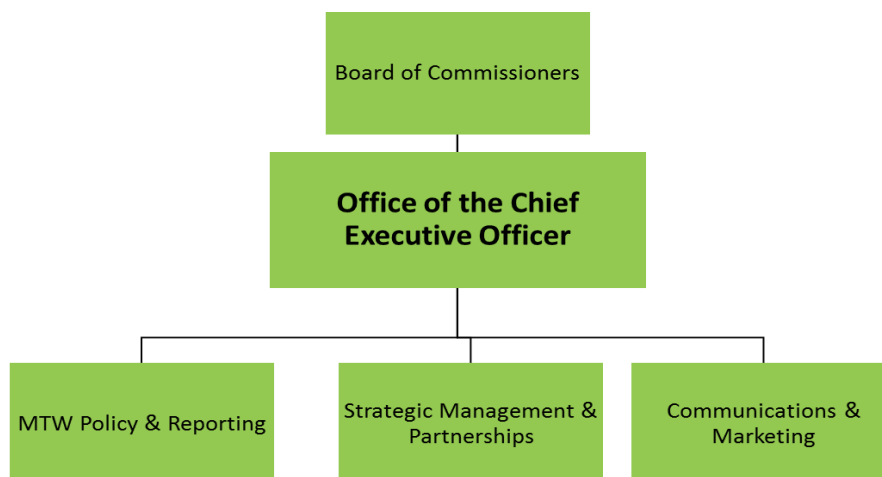 Board of Commissioners
Office of the Chief
Executive Officer
MTW Policy & Reporting
Strategic Management &
Partnerships
Communications &
Marketing